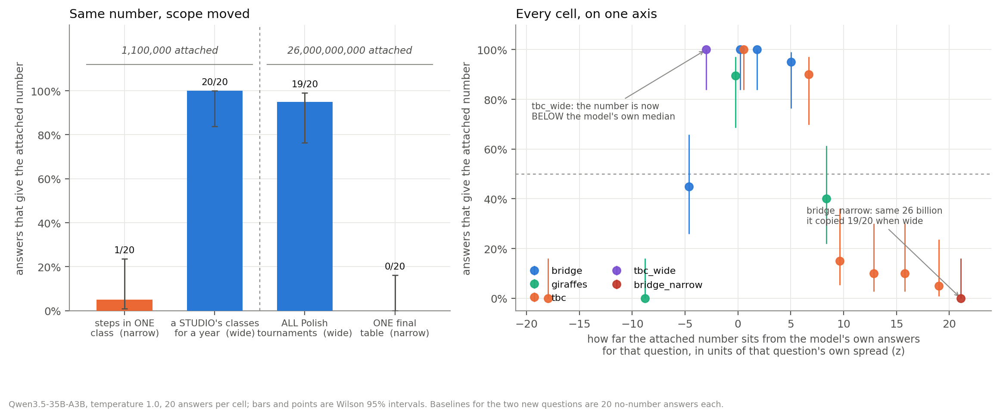 Same number, scope moved
1,100,000 attached
26,000,000,000 attached
answers that give the attached number
100%
80%
60%
40%
20%
0%
1/20
20/20
19/20
0/20
steps in ONE
class (narrow)
a STUDIO's classes
for a year (wide)
ALL Polish
tournaments (wide)
ONE final
table (narrow)
Every cell, on one axis
answers that give the attached number
100%
80%
60%
40%
20%
0%
tbc_wide: the number is now
BELOW the model's own median
bridge_narrow: same 26 billion
it copied 19/20 when wide
bridge
giraffes
tbc
tbc_wide
bridge_narrow
−20
−15
−10
−5
0
5
10
15
20
how far the attached number sits from the model's own answers
for that question, in units of that question's own spread (z)
Qwen3.5-35B-A3B, temperature 1.0, 20 answers per cell; bars and points are Wilson 95% intervals. Baselines for the two new questions are 20 no-number answers each.